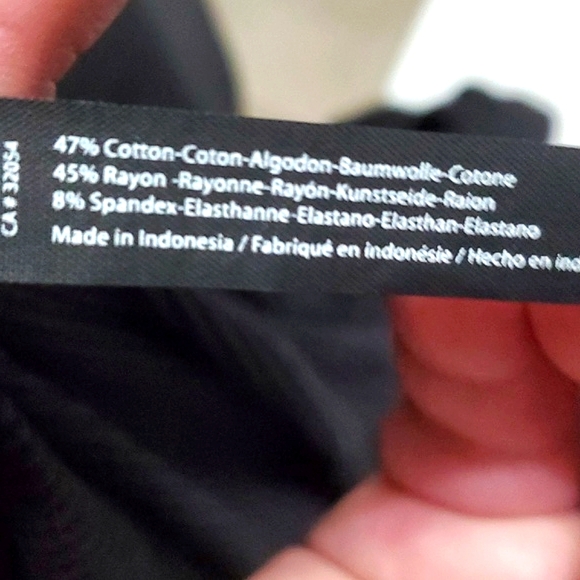 CA # 32054
47% Cotton-Coton-Algodon-Baumwolle-Cotone
45% Rayon -Rayonne-Rayón-Kunstseide-Raion
8% Spandex-Elasthanne-Elastano-Elasthan-Elastano
Made in Indonesia / Fabriqué en indonésie / Hecho en ind